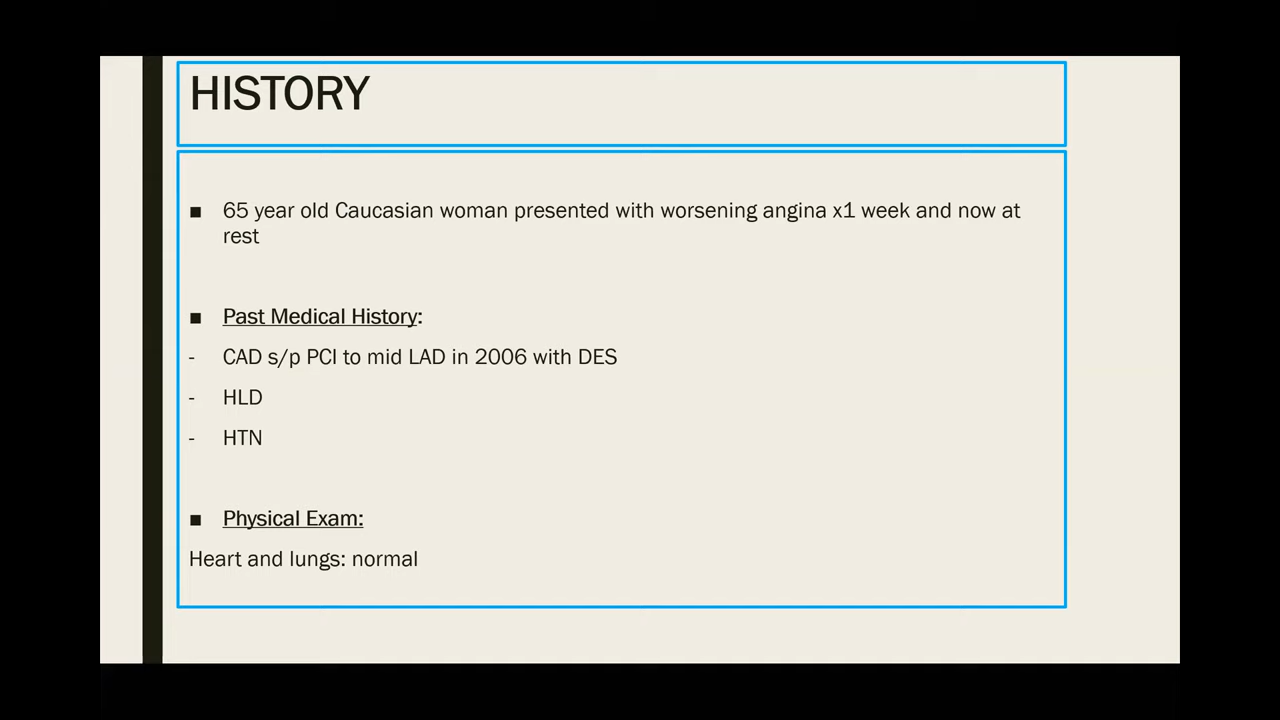 HISTORY
■ 65 year old Caucasian woman presented with worsening angina x1 week and now at
rest
■ Past Medical History:
- CAD s/p PCI to mid LAD in 2006 with DES
- HLD
- HTN
■ Physical Exam:
Heart and lungs: normal